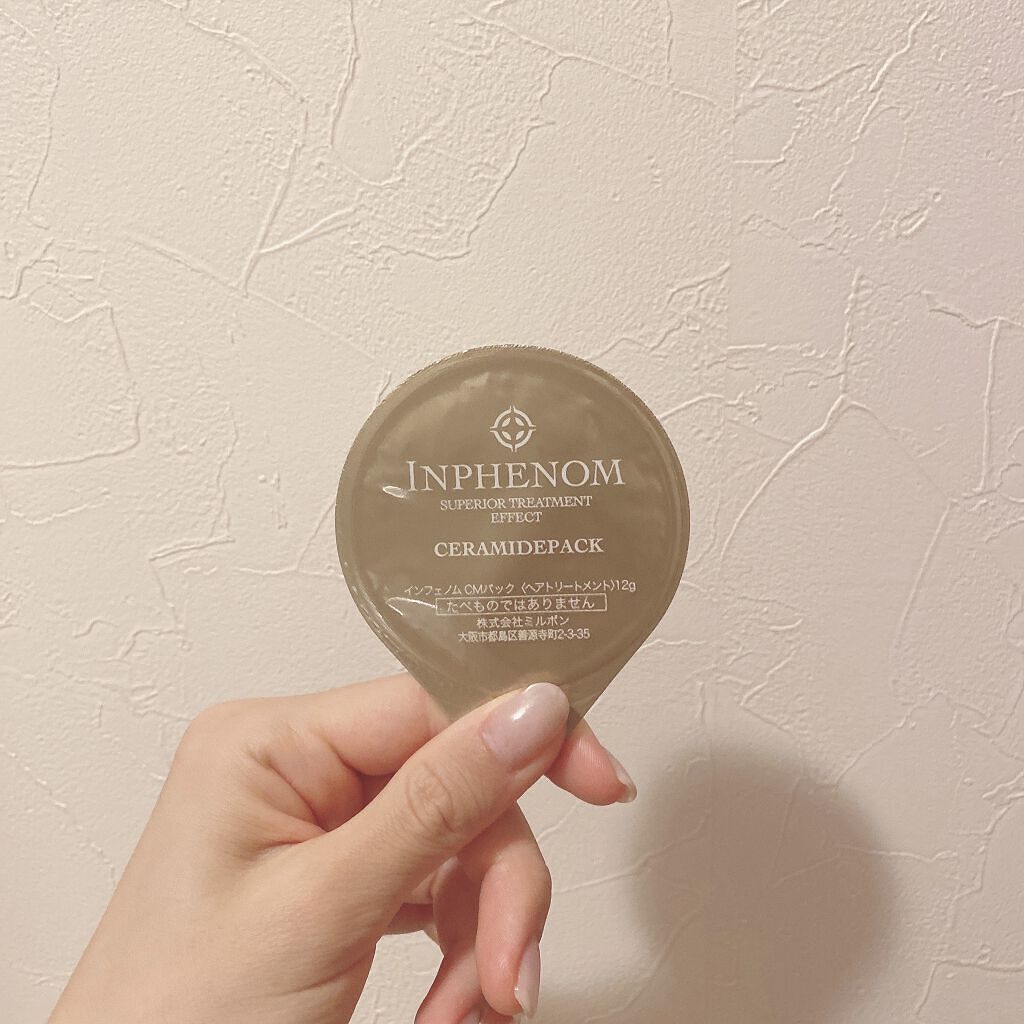 INPHENOM
SUPERIOR TREATMENT
EFFECT
CERAMIDEPACK
インフェノム CMパック〈ヘアトリートメント〉12g
たべものではありません
株式会社ミルボン
大阪市都島区善源寺町2-3-35